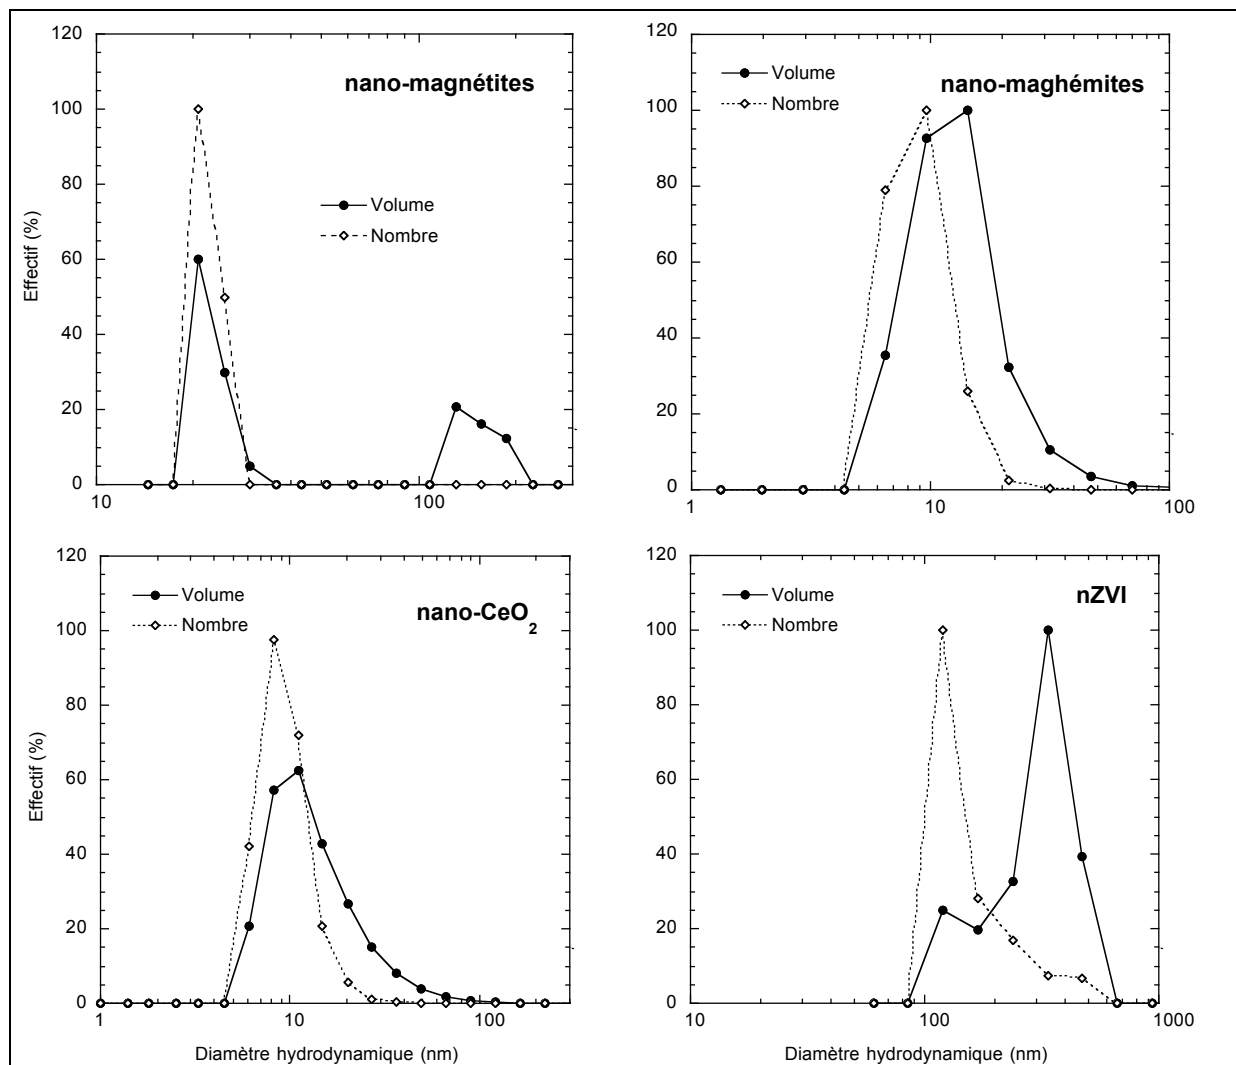 120
100
80
60
40
20
0
Effectif (%)
nano-magnétites
Volume
Nombre
10
100
120
100
80
60
40
20
0
Volume
Nombre
nano-maghémites
1
10
100
120
100
80
60
40
20
0
Effectif (%)
Volume
Nombre
nano-CeO2
1
10
100
Diamètre hydrodynamique (nm)
120
100
80
60
40
20
0
Volume
Nombre
nZVI
10
100
1000
Diamètre hydrodynamique (nm)